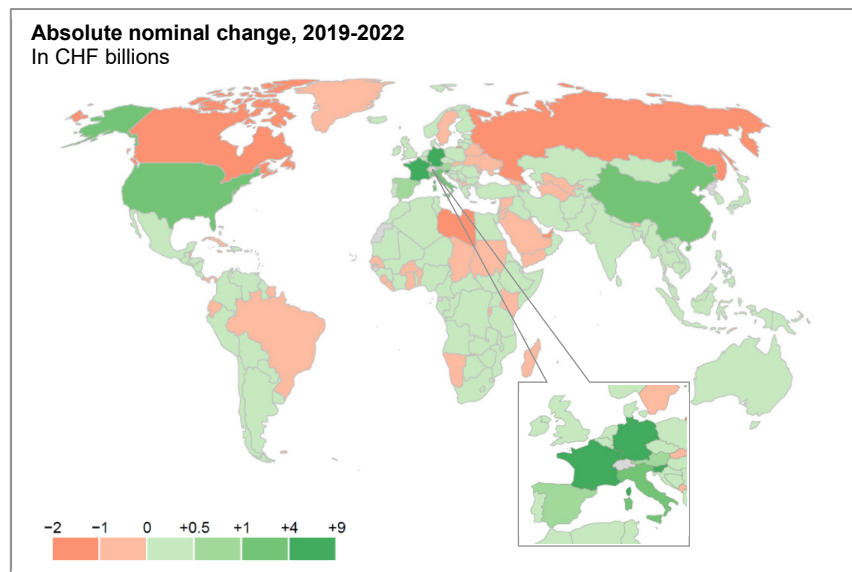 Absolute nominal change, 2019-2022
In CHF billions
−2 −1 0 +0.5 +1 +4 +9